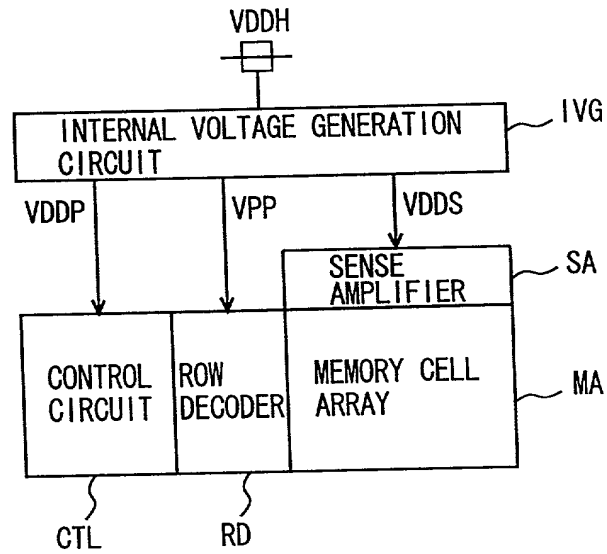 VDDH
INTERNAL VOLTAGE GENERATION
CIRCUIT
IVG
VDDP
VPP
VDDS
SENSE
AMPLIFIER
SA
CONTROL
CIRCUIT
ROW
DECODER
MEMORY CELL
ARRAY
MA
CTL
RD